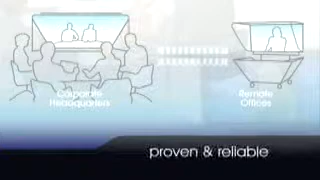 Corporate
Headquarters
Remote
Offices
proven & reliable